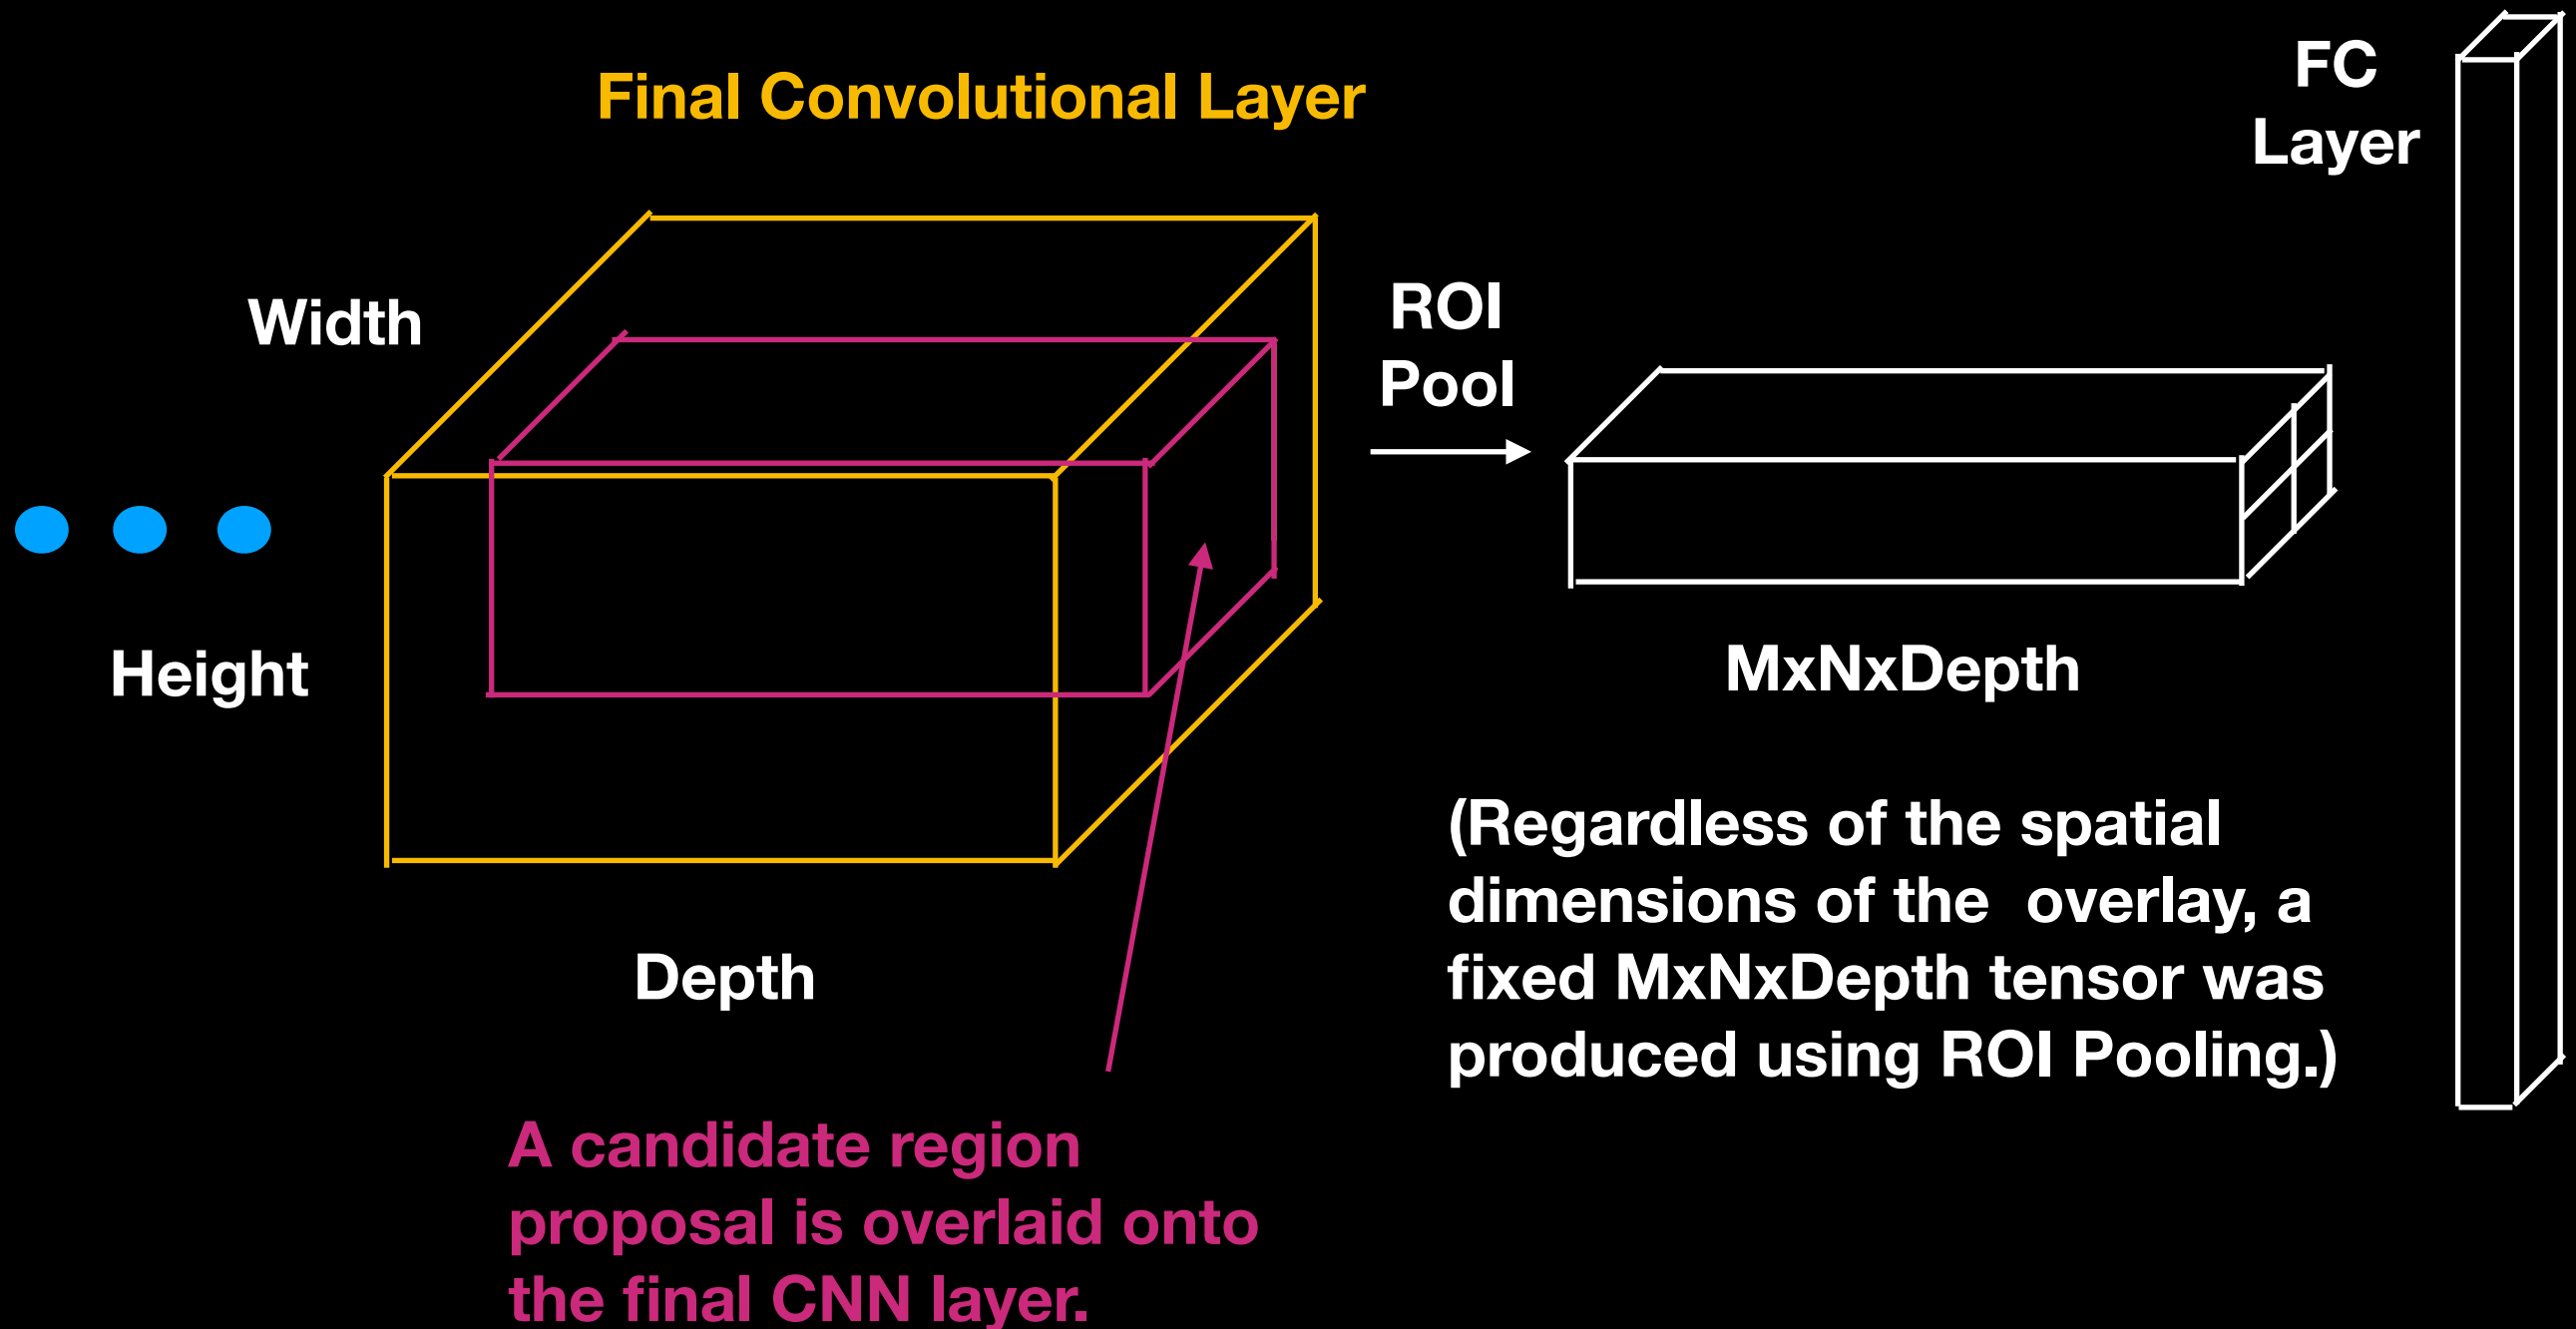 Final Convolutional Layer
FC
Layer
Width
ROI
Pool
Height
MxNxDepth
Depth
(Regardless of the spatial
dimensions of the  overlay, a
fixed MxNxDepth tensor was
produced using ROI Pooling.)
A candidate region
proposal is overlaid onto
the final CNN layer.